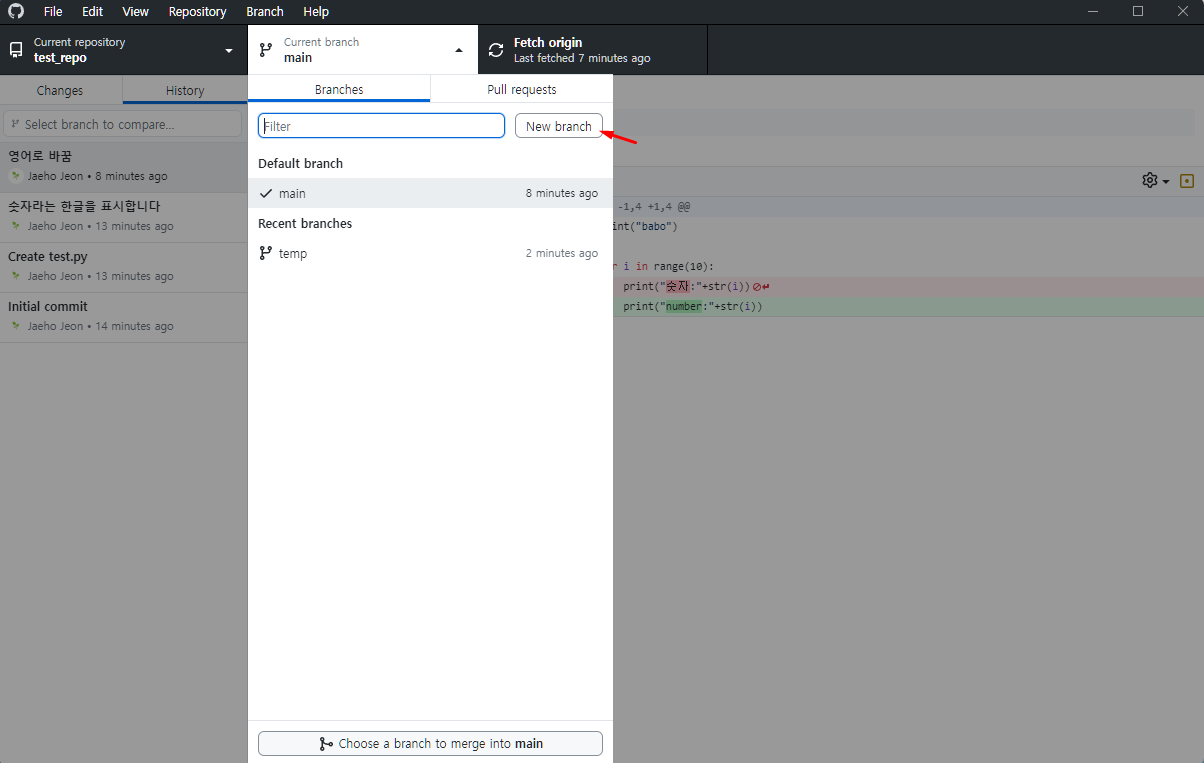 File Edit View Repository Branch Help
Current repository
test_repo
Current branch
main
Fetch origin
Last fetched 7 minutes ago
Changes
History
Select branch to compare...
영어로 바꿈
Jaeho Jeon • 8 minutes ago
숫자라는 한글을 표시합니다
Jaeho Jeon • 13 minutes ago
Create test.py
Jaeho Jeon • 13 minutes ago
Initial commit
Jaeho Jeon • 14 minutes ago
Branches
Pull requests
Filter
New branch
Default branch
main 8 minutes ago
Recent branches
temp 2 minutes ago
Choose a branch to merge into main
-1,4 +1,4 @@
int("babo")
r i in range(10):
print("숫자:"+str(i))
print("number:"+str(i))